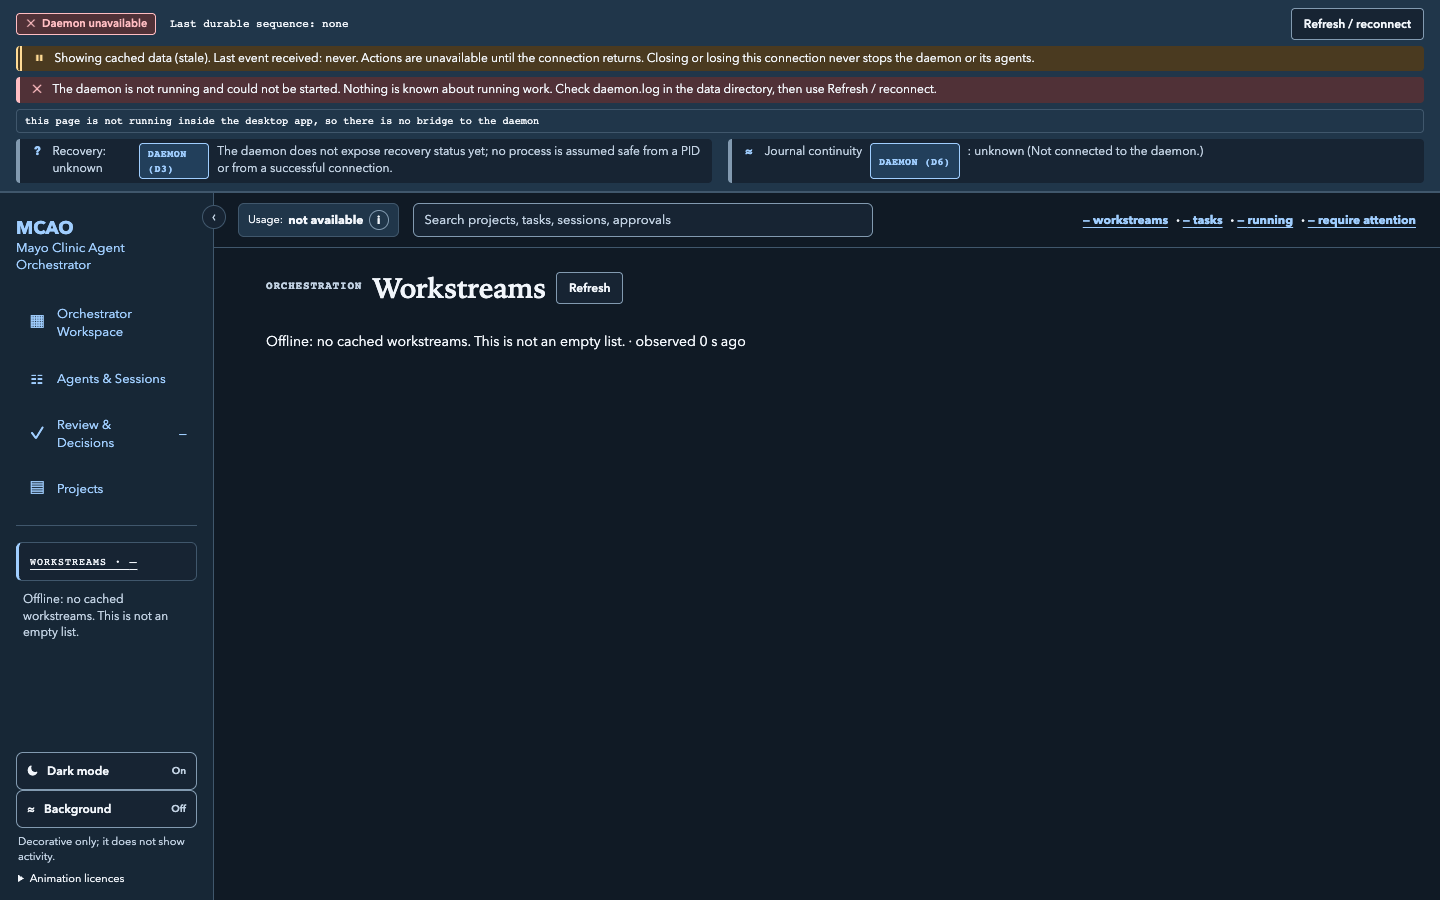 Daemon unavailable
Last durable sequence: none
Refresh / reconnect
Showing cached data (stale). Last event received: never. Actions are unavailable until the connection returns. Closing or losing this connection never stops the daemon or its agents.
The daemon is not running and could not be started. Nothing is known about running work. Check daemon.log in the data directory, then use Refresh / reconnect.
this page is not running inside the desktop app, so there is no bridge to the daemon
? Recovery:
unknown
DAEMON
(D3)
The daemon does not expose recovery status yet; no process is assumed safe from a PID
or from a successful connection.
≈ Journal continuity
DAEMON (D6)
: unknown (Not connected to the daemon.)
MCAO
Mayo Clinic Agent
Orchestrator
‹
Usage: not available i
Search projects, tasks, sessions, approvals
– workstreams · – tasks · – running · – require attention
Orchestrator
Workspace
Agents & Sessions
Review &
Decisions
–
Projects
WORKSTREAMS · –
Offline: no cached
workstreams. This is not an
empty list.
ORCHESTRATION Workstreams
Refresh
Offline: no cached workstreams. This is not an empty list. · observed 0 s ago
Dark mode On
≈ Background Off
Decorative only; it does not show
activity.
Animation licences